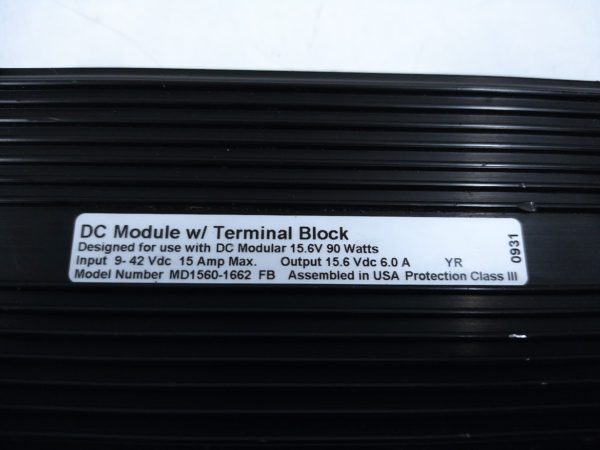 DC Module w/ Terminal Block
Designed for use with DC Modular 15.6V 90 Watts
Input 9- 42 Vdc 15 Amp Max. Output 15.6 Vdc 6.0 A YR
Model Number MD1560-1662 FB Assembled in USA Protection Class III
0931